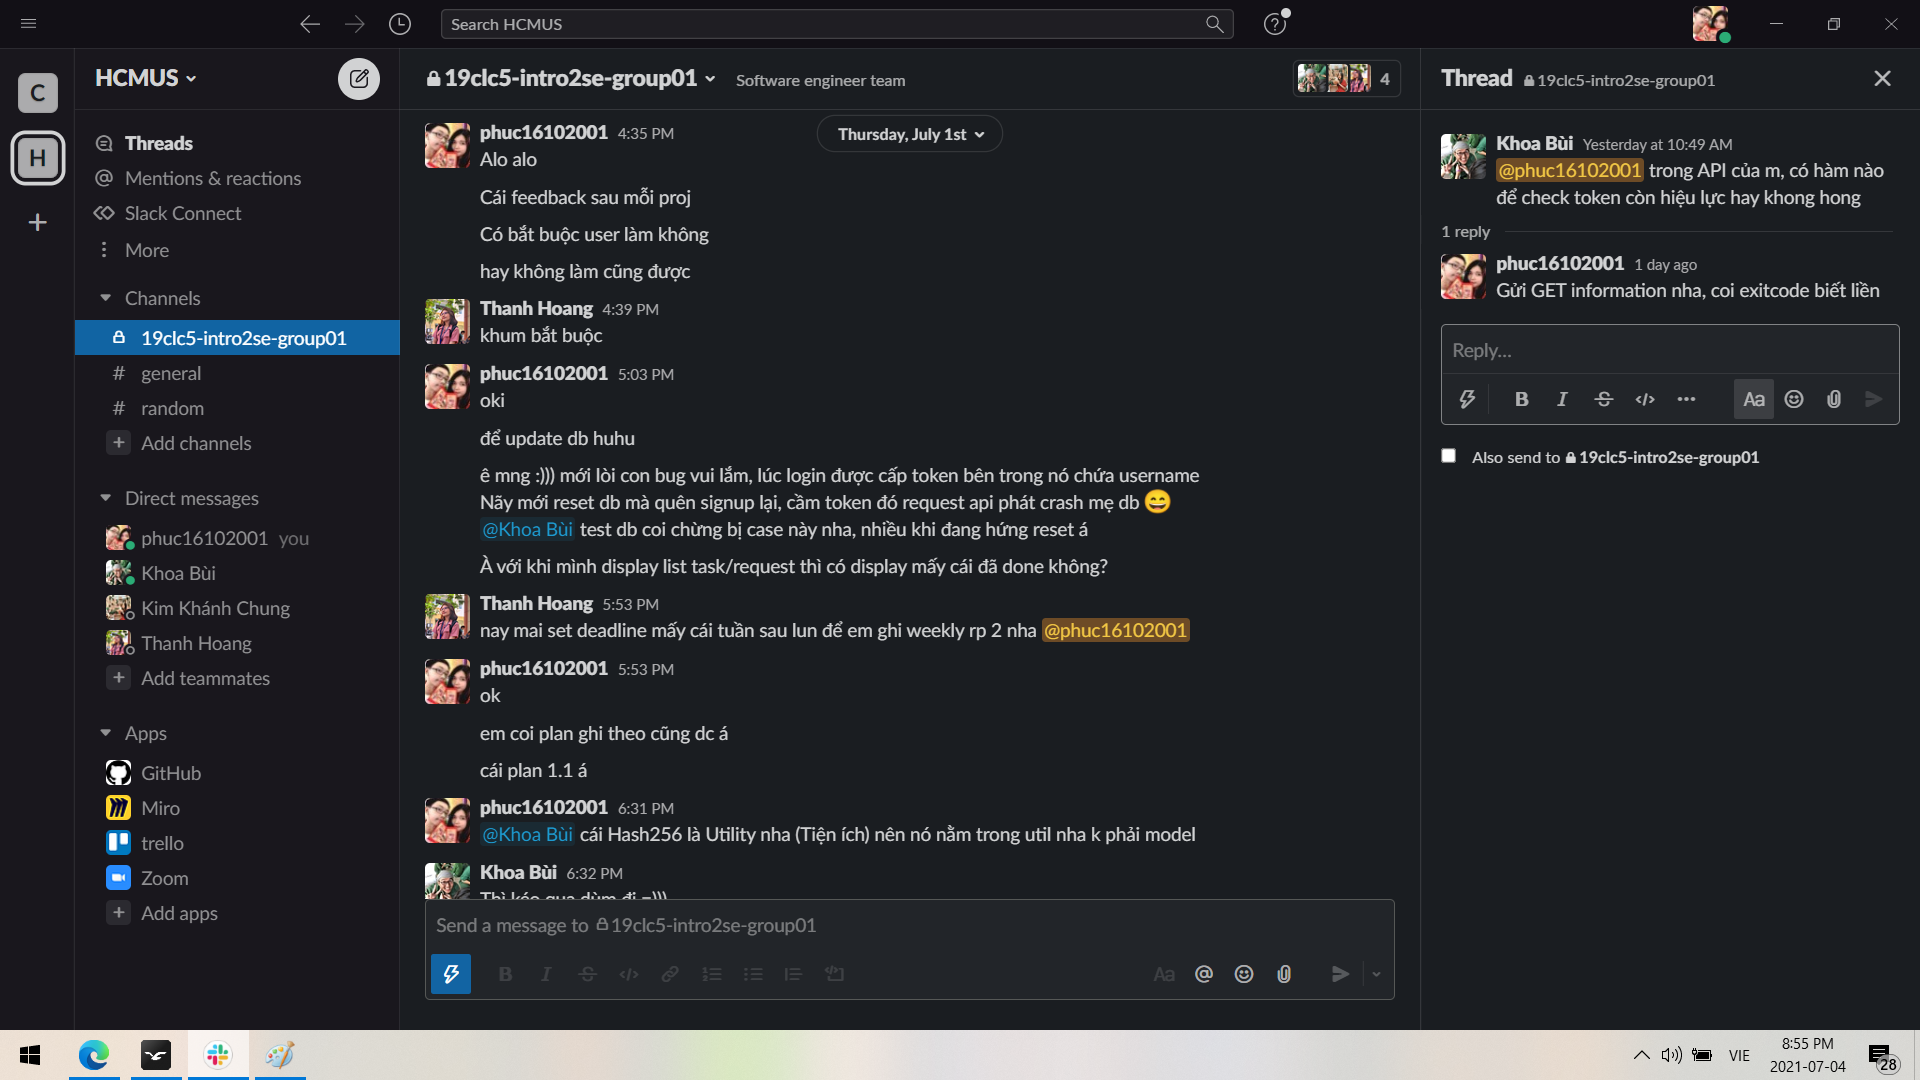 Search HCMUS
C
HCMUS
19clc5-intro2se-group01
Software engineer team
4
Thread
19clc5-intro2se-group01
H
Threads
Mentions & reactions
Slack Connect
More
Channels
19clc5-intro2se-group01
# general
# random
Add channels
Direct messages
phuc16102001 you
Khoa Bùi
Kim Khánh Chung
Thanh Hoang
Add teammates
Apps
GitHub
Miro
trello
Zoom
Add apps
Thursday, July 1st
phuc16102001 4:35 PM
Alo alo
Cái feedback sau mỗi proj
Có bắt buộc user làm không
hay không làm cũng được
Thanh Hoang 4:39 PM
khum bắt buộc
phuc16102001 5:03 PM
oki
để update db huhu
ê mng :))) mới lòi con bug vui lắm, lúc login được cấp token bên trong nó chứa username
Nãy mới reset db mà quên signup lại, cầm token đó request api phát crash mẹ db 😄
@Khoa Bùi test db coi chừng bị case này nha, nhiều khi đang hứng reset á
À với khi mình display list task/request thì có display mấy cái đã done không?
Thanh Hoang 5:53 PM
nay mai set deadline mấy cái tuần sau lun để em ghi weekly rp 2 nha @phuc16102001
phuc16102001 5:53 PM
ok
em coi plan ghi theo cũng dc á
cái plan 1.1 á
phuc16102001 6:31 PM
@Khoa Bùi cái Hash256 là Utility nha (Tiện ích) nên nó nằm trong util nha k phải model
Khoa Bùi 6:32 PM
Thì kéo qua dùm đi =)))
Send a message to 19clc5-intro2se-group01
B I S </>
Aa @
Khoa Bùi Yesterday at 10:49 AM
@phuc16102001 trong API của m, có hàm nào
để check token còn hiệu lực hay khong hong
1 reply
phuc16102001 1 day ago
Gửi GET information nha, coi exitcode biết liền
Reply...
B I S </> Aa
Also send to 19clc5-intro2se-group01
VIE
8:55 PM
2021-07-04
28